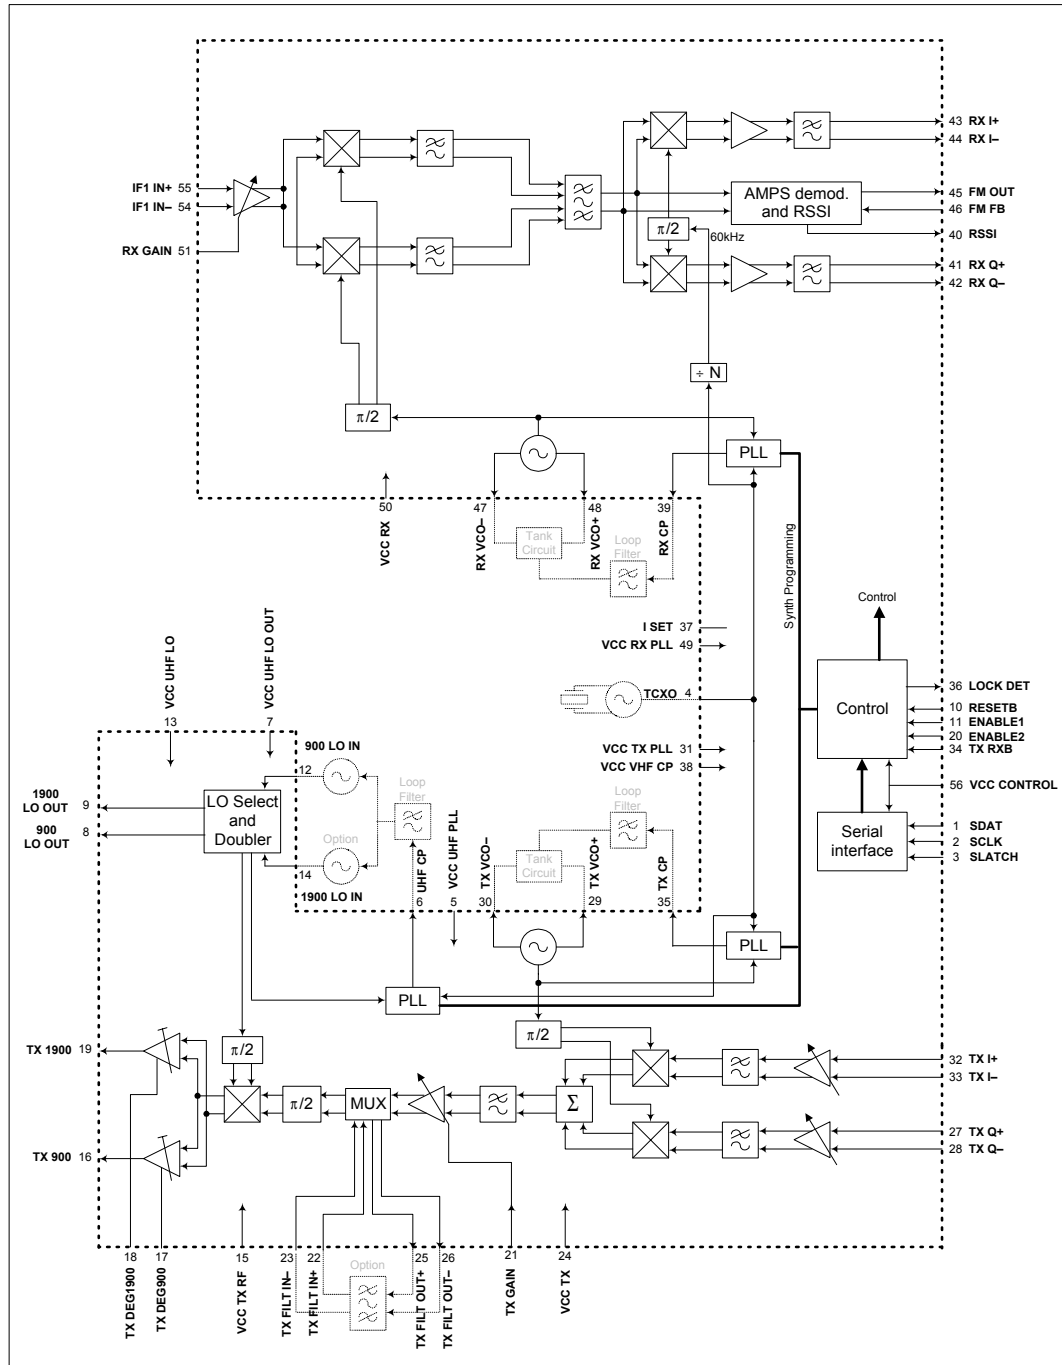 43 RX I+
44 RX I–
IF1 IN+ 55
IF1 IN– 54
AMPS demod.
and RSSI
45 FM OUT
46 FM FB
π/2
60kHz
40 RSSI
RX GAIN 51
41 RX Q+
42 RX Q–
÷ N
π/2
PLL
50
VCC RX
47
RX VCO–
48
RX VCO+
39
RX CP
Tank
Circuit
Loop
Filter
Synth Programming
Control
I SET 37
VCC RX PLL 49
TCXO 4
Control
36 LOCK DET
10 RESETB
11 ENABLE1
20 ENABLE2
34 TX RXB
VCC UHF LO
13
VCC UHF LO OUT
7
VCC TX PLL 31
VCC VHF CP 38
56 VCC CONTROL
900 LO IN
12
1900
LO OUT 9
900
LO OUT 8
LO Select
and
Doubler
Loop
Filter
Option
14
1900 LO IN
UHF CP
6
VCC UHF PLL
5
TX VCO–
30
Tank
Circuit
TX VCO+
29
Loop
Filter
TX CP
35
Serial
interface
1 SDAT
2 SCLK
3 SLATCH
PLL
PLL
π/2
TX 1900 19
π/2
32 TX I+
33 TX I–
π/2
MUX
Σ
27 TX Q+
28 TX Q–
TX 900 16
18
TX DEG1900
17
TX DEG900
15
VCC TX RF
23
TX FILT IN–
22
TX FILT IN+
Option
25
TX FILT OUT+
26
TX FILT OUT–
21
TX GAIN
24
VCC TX